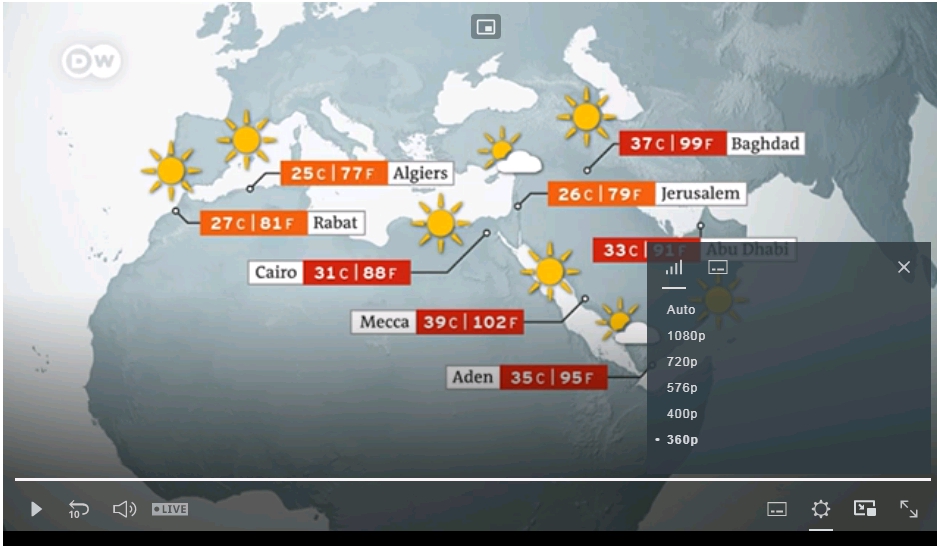 DW
37C|99F Baghdad
25C|77F Algiers
26C|79F Jerusalem
27C|81F Rabat
33C|91F Abu Dhabi
Cairo 31C|88F
Mecca 39C|102F
Aden 35C|95F
Auto
1080p
720p
576p
400p
• 360p
10
• LIVE